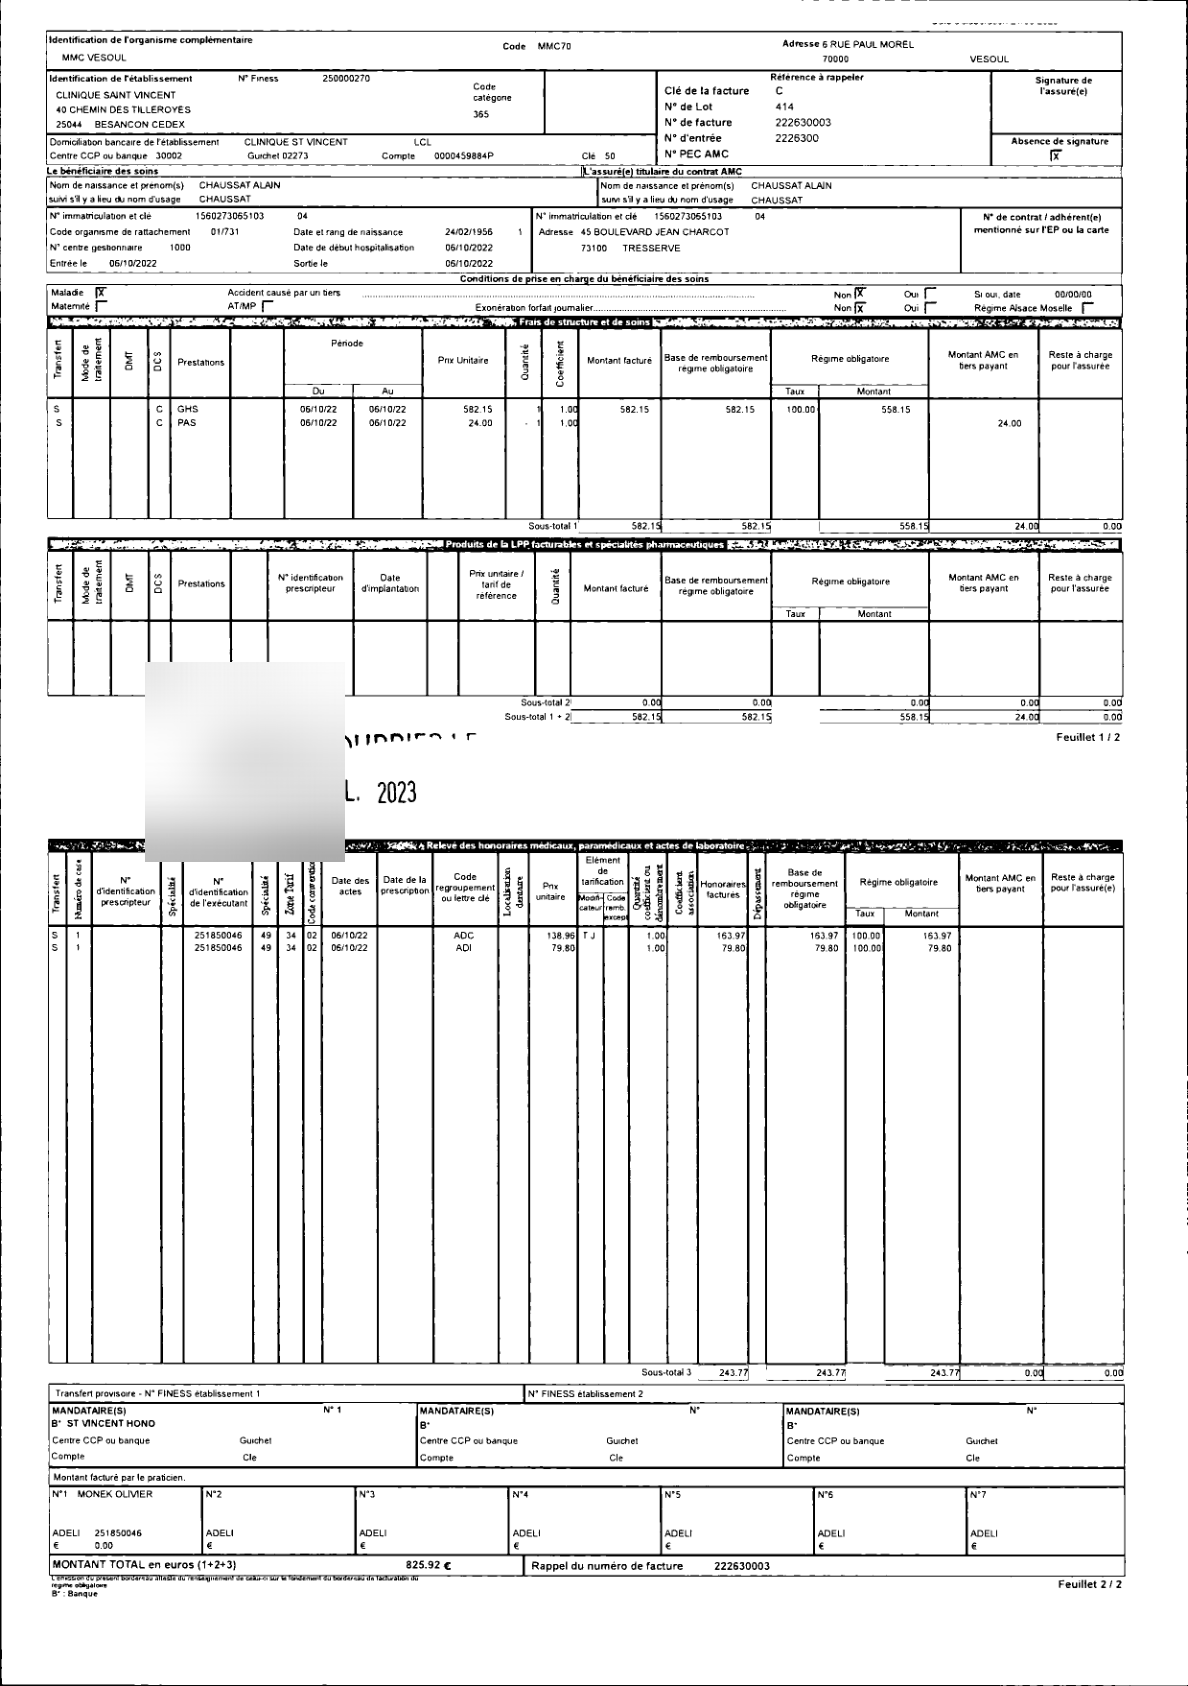 Identification de l'organisme complémentaire
MMC VESOUL
Code MMC70
Adresse 6 RUE PAUL MOREL
70000 VESOUL
Identification de l'établissement N° Finess 250000270
CLINIQUE SAINT VINCENT
40 CHEMIN DES TILLEROYES
25044 BESANCON CEDEX
Code catégorie
365
Référence à rappeler
Clé de la facture C
N° de Lot 414
N° de facture 222630003
N° d'entrée 2226300
N° PEC AMC
Signature de l'assuré(e)
Absence de signature
X
Domiciliation bancaire de l'établissement CLINIQUE ST VINCENT LCL
Centre CCP ou banque 30002 Guichet 02273 Compte 0000459884P Clé 50
Le bénéficiaire des soins
L'assuré(e) titulaire du contrat AMC
Nom de naissance et prenom(s) CHAUSSAT ALAIN
suivi s'il y a lieu du nom d'usage CHAUSSAT
Nom de naissance et prénom(s) CHAUSSAT ALAIN
suivi s'il y a lieu du nom d'usage CHAUSSAT
N° immatriculation et clé 1560273065103 04
Code organisme de rattachement 01/731 Date et rang de naissance 24/02/1956 1
N° centre gestionnaire 1000 Date de début hospitalisation 06/10/2022
Entrée le 06/10/2022 Sortie le 06/10/2022
N° immatriculation et clé 1560273065103 04
Adresse 45 BOULEVARD JEAN CHARCOT
73100 TRESSERVE
N° de contrat / adhérent(e)
mentionné sur l'EP ou la carte
Conditions de prise en charge du bénéficiaire des soins
Maladie X Accident causé par un tiers Non X Oui Si oui, date 00/00/00
Maternité AT/MP Exonération forfait journalier Non X Oui Régime Alsace Moselle
Frais de structure et de soins
Transfert Mode de traitement DMT DCS Prestations Période Prix Unitaire Quantité Coefficient Montant facturé Base de remboursement régime obligatoire Régime obligatoire Montant AMC en tiers payant Reste à charge pour l'assurée
Du Au Taux Montant
S C GHS 06/10/22 06/10/22 582.15 1 1.00 582.15 582.15 100.00 558.15
S C PAS 06/10/22 06/10/22 24.00 - 1 1.00 24.00
Sous-total 1 582.15 582.15 558.15 24.00 0.00
Produits de la LPP facturables et spécialités pharmaceutiques
Transfert Mode de traitement DMT DCS Prestations N° identification prescripteur Date d'implantation Prix unitaire / tarif de référence Quantité Montant facturé Base de remboursement régime obligatoire Régime obligatoire Montant AMC en tiers payant Reste à charge pour l'assurée
Taux Montant
Sous-total 2 0.00 0.00 0.00 0.00 0.00
Sous-total 1 + 2 582.15 582.15 558.15 24.00 0.00
Feuillet 1 / 2
L. 2023
Relevé des honoraires médicaux, paramédicaux et actes de laboratoire
Transfert Numéro de case N° d'identification prescripteur Spécialité N° d'identification de l'exécutant Spécialité Zone Tarif Code convention Date des actes Date de la prescription Code regroupement ou lettre clé Localisation dentaire Prix unitaire Elément de tarification Quantité coefficient ou dénombrement Coefficient association Honoraires factures Dépassement Base de remboursement régime obligatoire Régime obligatoire Montant AMC en tiers payant Reste à charge pour l'assuré(e)
Modificateur Code remb. except Taux Montant
S 1 251850046 49 34 02 06/10/22 ADC 138.96 T J 1.00 163.97 163.97 100.00 163.97
S 1 251850046 49 34 02 06/10/22 ADI 79.80 1.00 79.80 79.80 100.00 79.80
Sous-total 3 243.77 243.77 243.77 0.00 0.00
Transfert provisoire - N° FINESS établissement 1 N° FINESS établissement 2
MANDATAIRE(S) N° 1 MANDATAIRE(S) N° MANDATAIRE(S) N°
B* ST VINCENT HONO B* B*
Centre CCP ou banque Guichet Centre CCP ou banque Guichet Centre CCP ou banque Guichet
Compte Cle Compte Cle Compte Cle
Montant facturé par le praticien.
N°1 MONEK OLIVIER N°2 N°3 N°4 N°5 N°6 N°7
ADELI 251850046 ADELI ADELI ADELI ADELI ADELI ADELI
€ 0.00 € € € € € €
MONTANT TOTAL en euros (1+2+3) 825.92 € Rappel du numéro de facture 222630003
L'émission du présent bordereau atteste du renseignement de celui-ci sur le fondement du bordereau de facturation du
régime obligatoire
B* : Banque
Feuillet 2 / 2